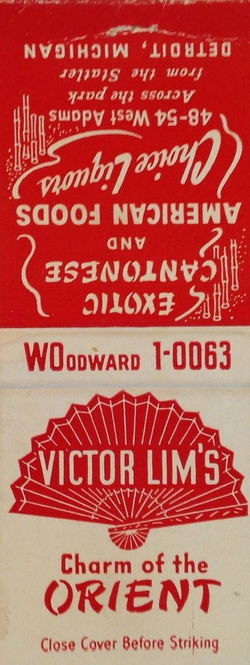 EXOTIC
CANTONESE
AND
AMERICAN FOODS
Choice Liquors
48-54 West Adams
Across the park
from the Statler
DETROIT, MICHIGAN
WOODWARD 1-0063
VICTOR LIM'S
Charm of the
ORIENT
Close Cover Before Striking